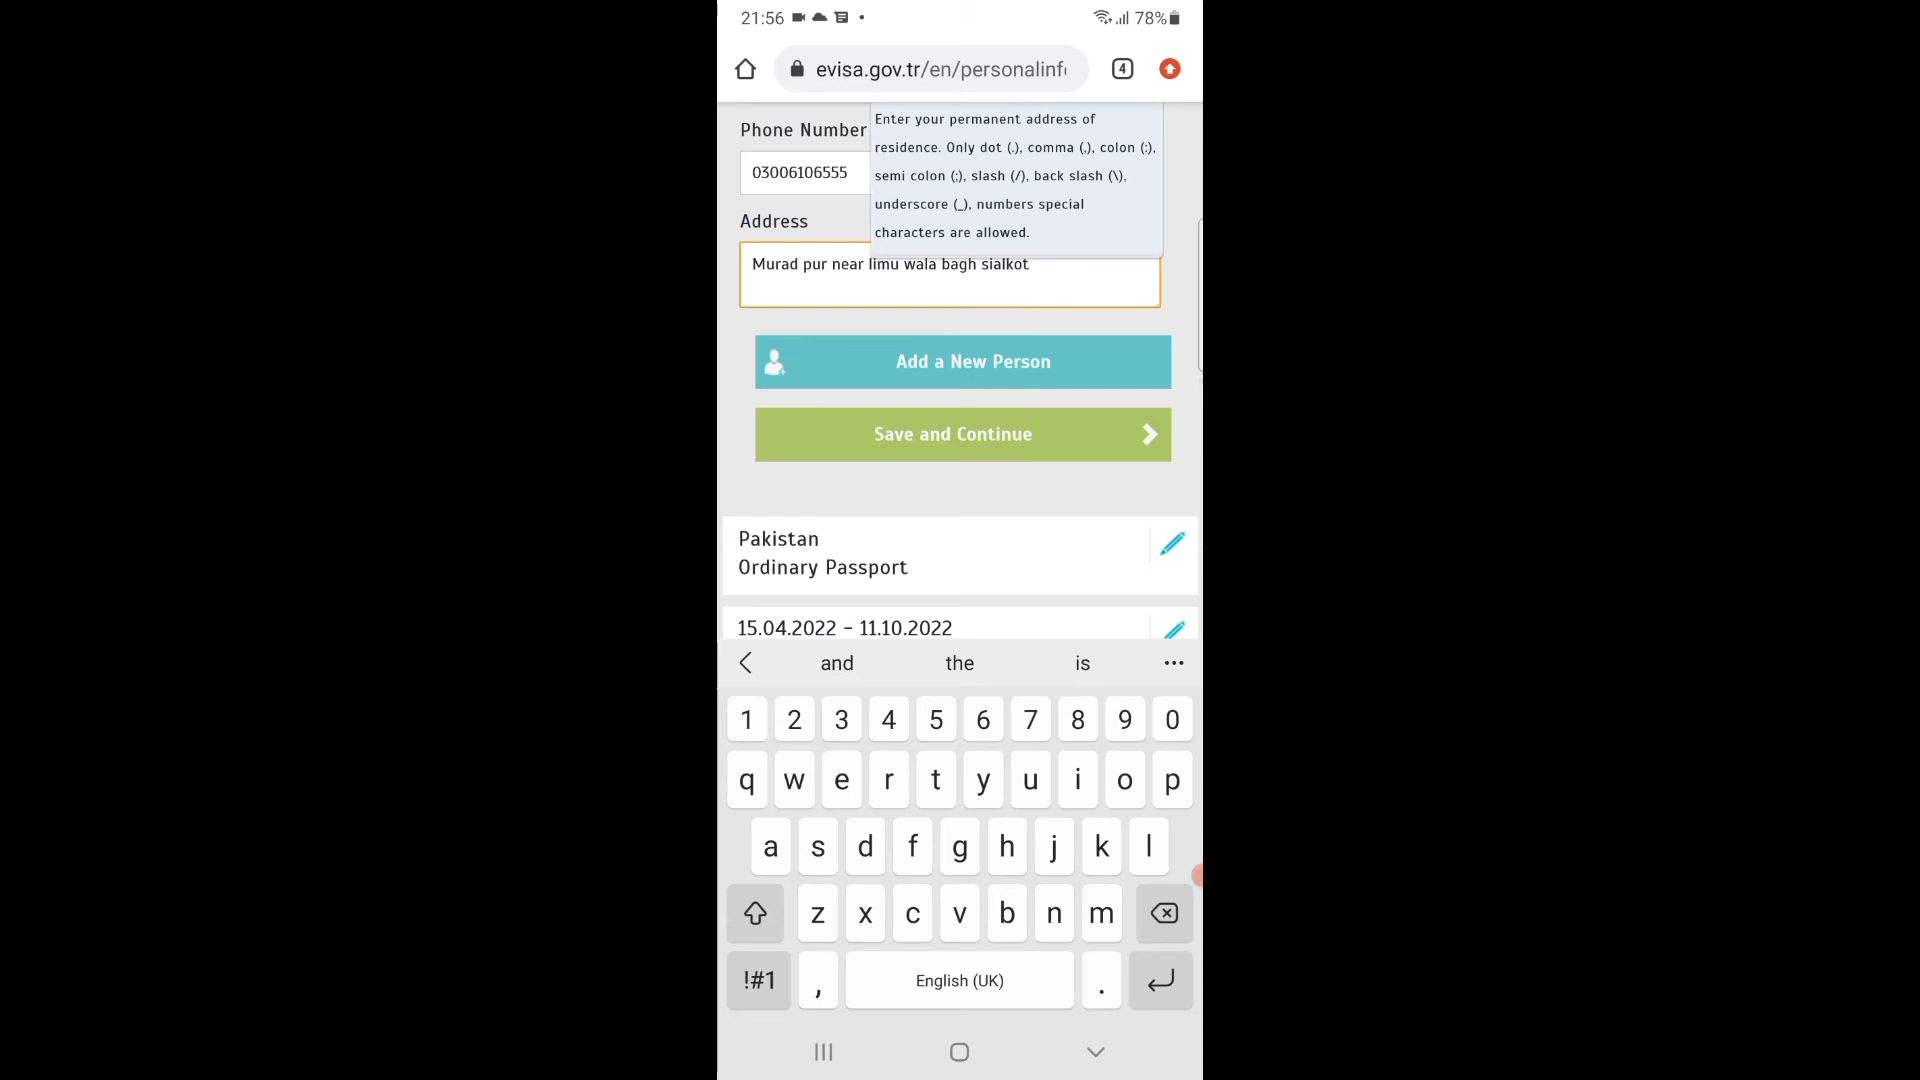 21:56
78%
evisa.gov.tr/en/personalinf
4
Phone Number
Enter your permanent address of
residence. Only dot (.), comma (,), colon (:),
semi colon (;), slash (/), back slash (\),
underscore (_), numbers special
characters are allowed.
03006106555
Address
Murad pur near limu wala bagh sialkot
Add a New Person
Save and Continue
Pakistan
Ordinary Passport
15.04.2022 - 11.10.2022
and the is
1 2 3 4 5 6 7 8 9 0
q w e r t y u i o p
a s d f g h j k l
z x c v b n m
!#1 , English (UK) .